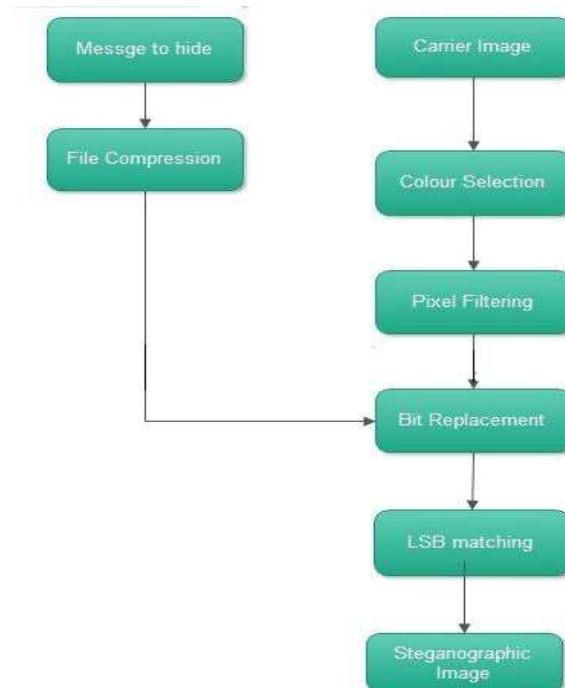 Messge to hide
Carrier Image
File Compression
Colour Selection
Pixel Filtering
Bit Replacement
LSB matching
Steganographic
Image